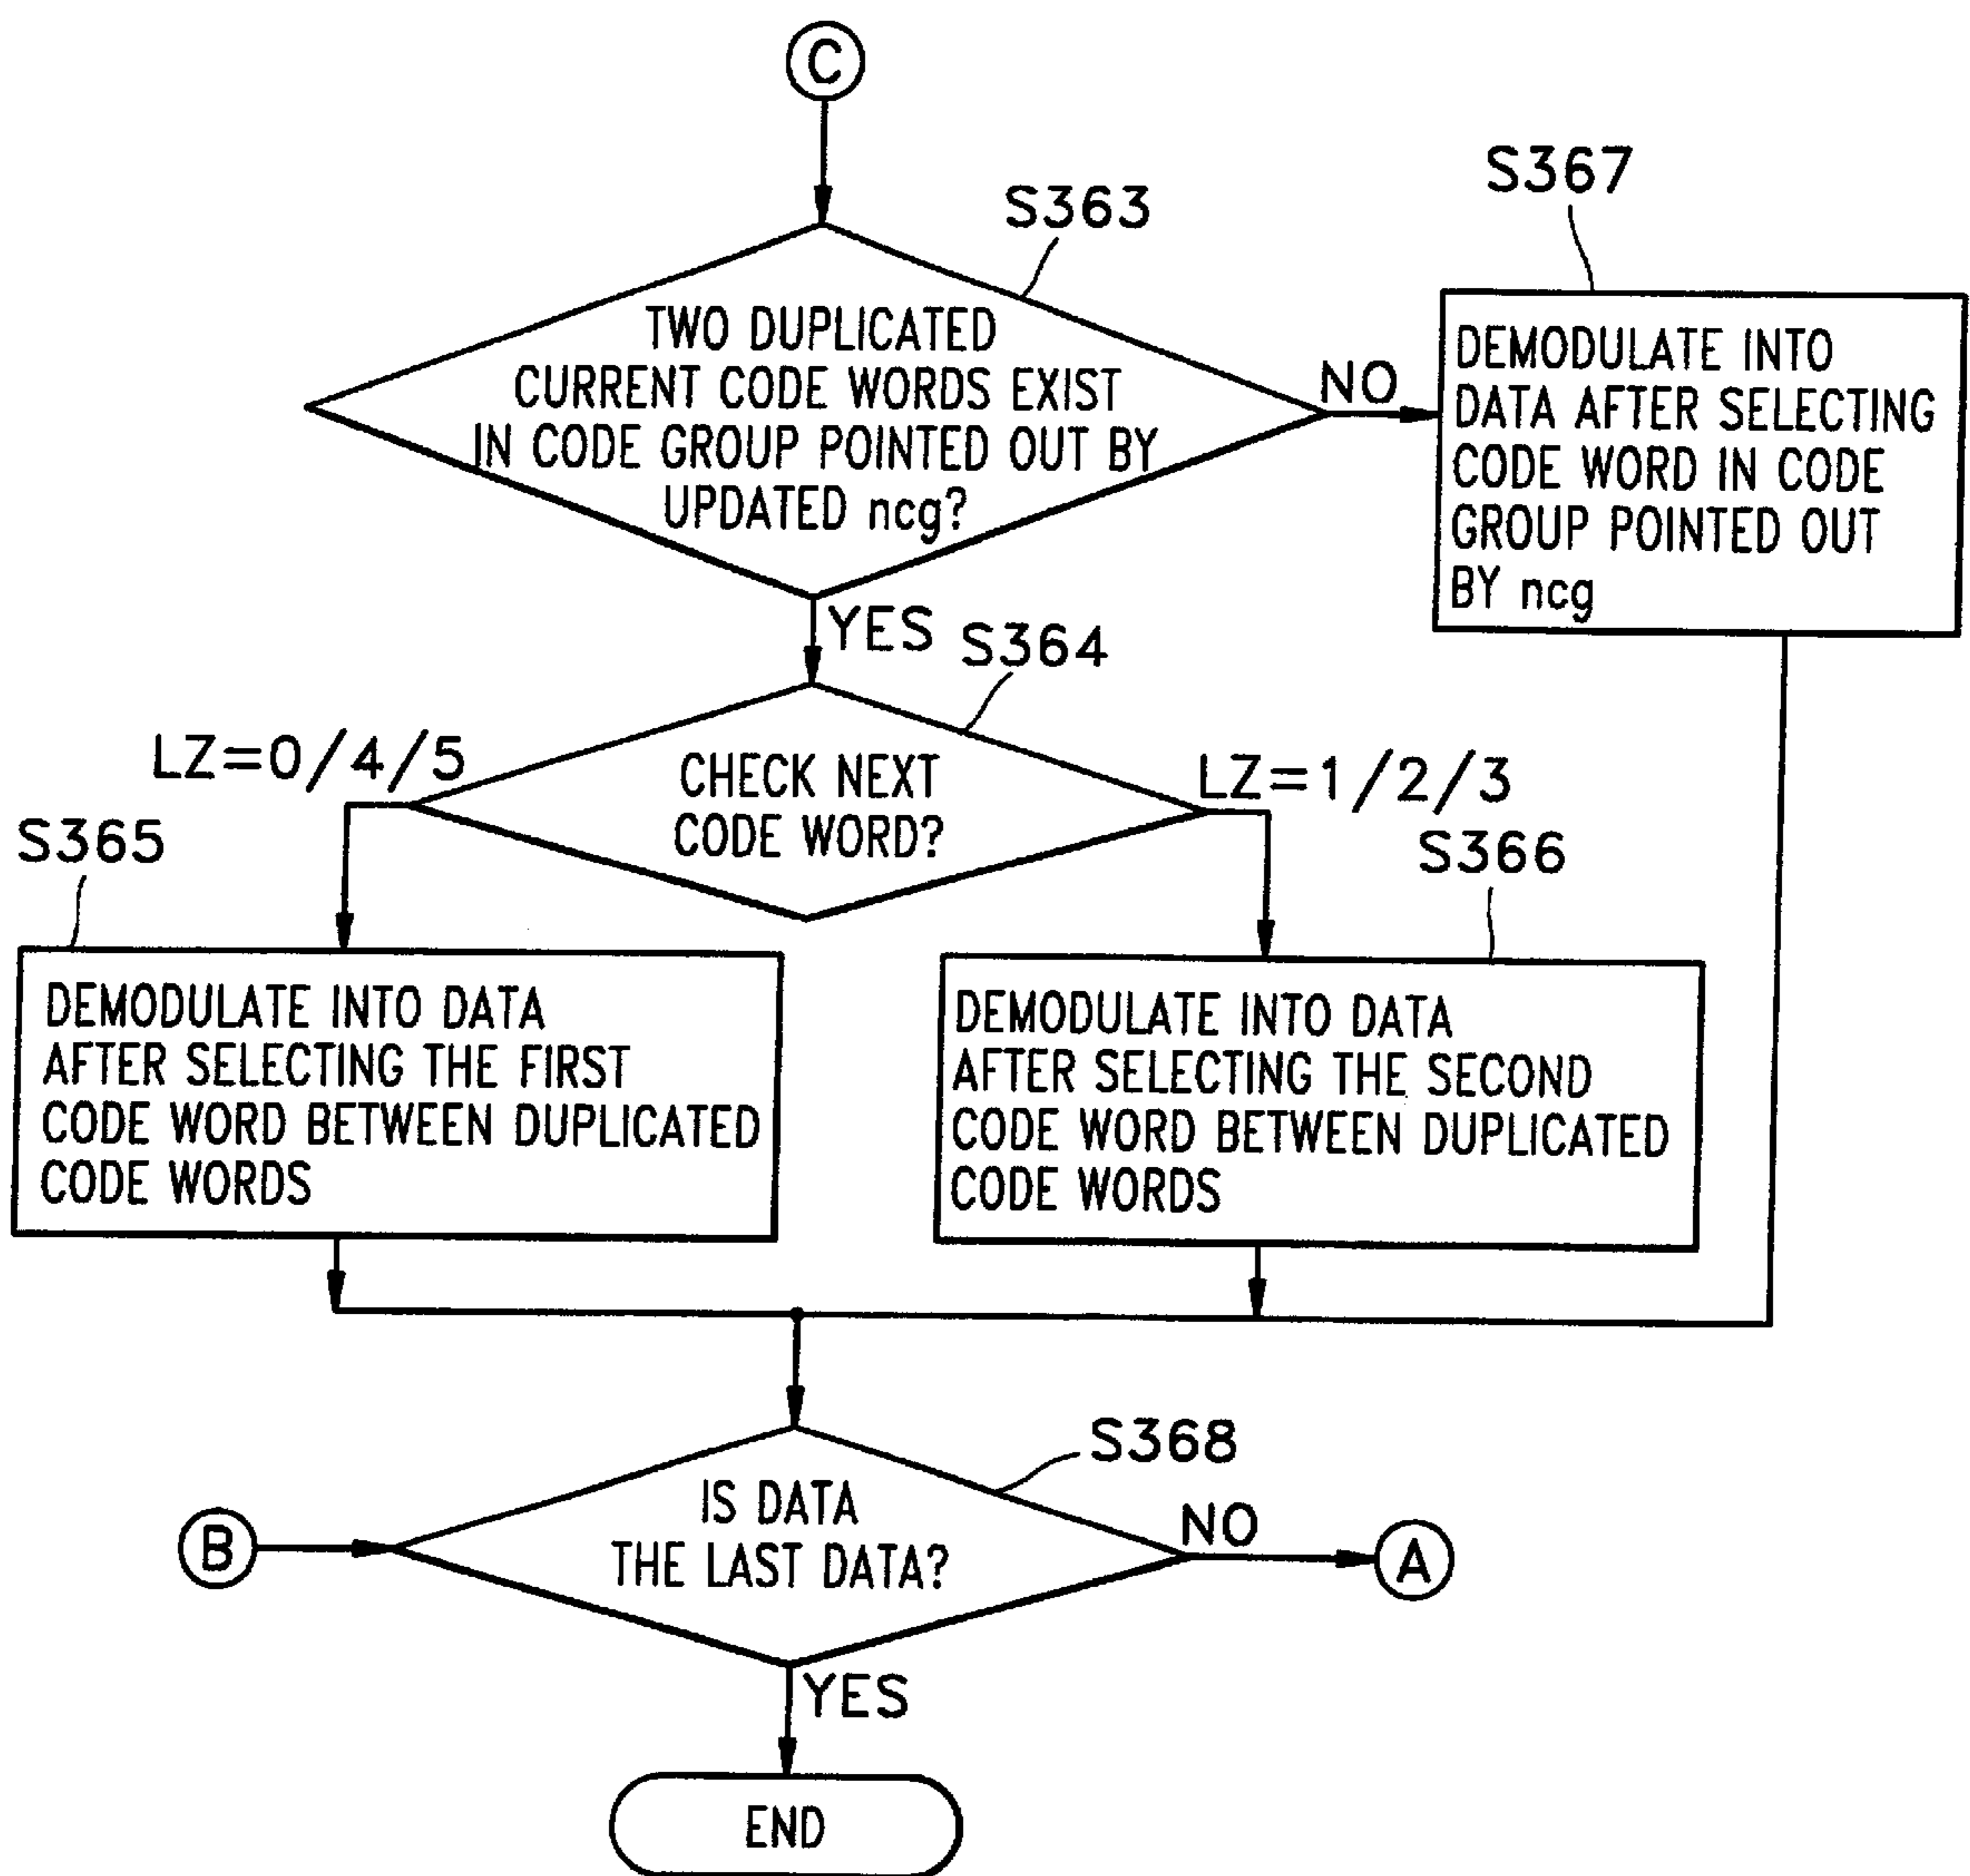 C
S363
TWO DUPLICATED
CURRENT CODE WORDS EXIST
IN CODE GROUP POINTED OUT BY
UPDATED ncg?
NO
S367
DEMODULATE INTO
DATA AFTER SELECTING
CODE WORD IN CODE
GROUP POINTED OUT
BY ncg
YES
S364
CHECK NEXT
CODE WORD?
LZ=0/4/5
LZ=1/2/3
S365
DEMODULATE INTO DATA
AFTER SELECTING THE FIRST
CODE WORD BETWEEN DUPLICATED
CODE WORDS
S366
DEMODULATE INTO DATA
AFTER SELECTING THE SECOND
CODE WORD BETWEEN DUPLICATED
CODE WORDS
S368
B
IS DATA
THE LAST DATA?
NO
A
YES
END